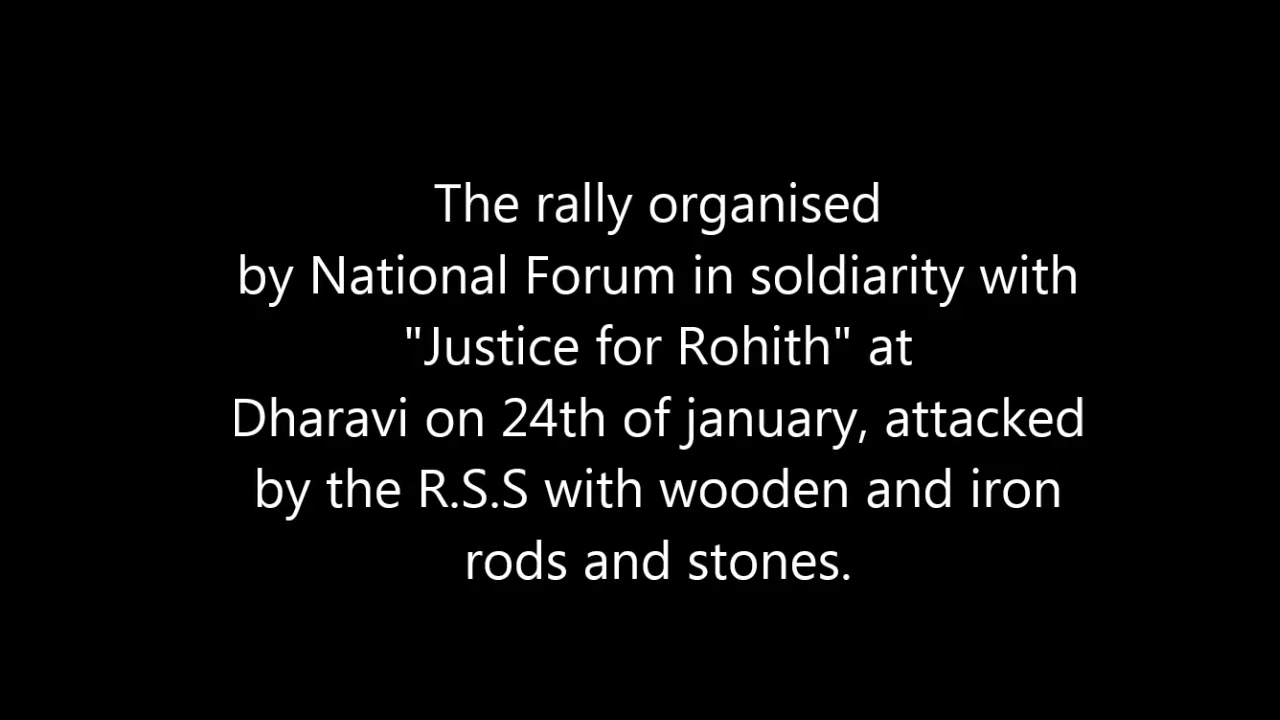 The rally organised
by National Forum in soldiarity with
"Justice for Rohith" at
Dharavi on 24th of january, attacked
by the R.S.S with wooden and iron
rods and stones.